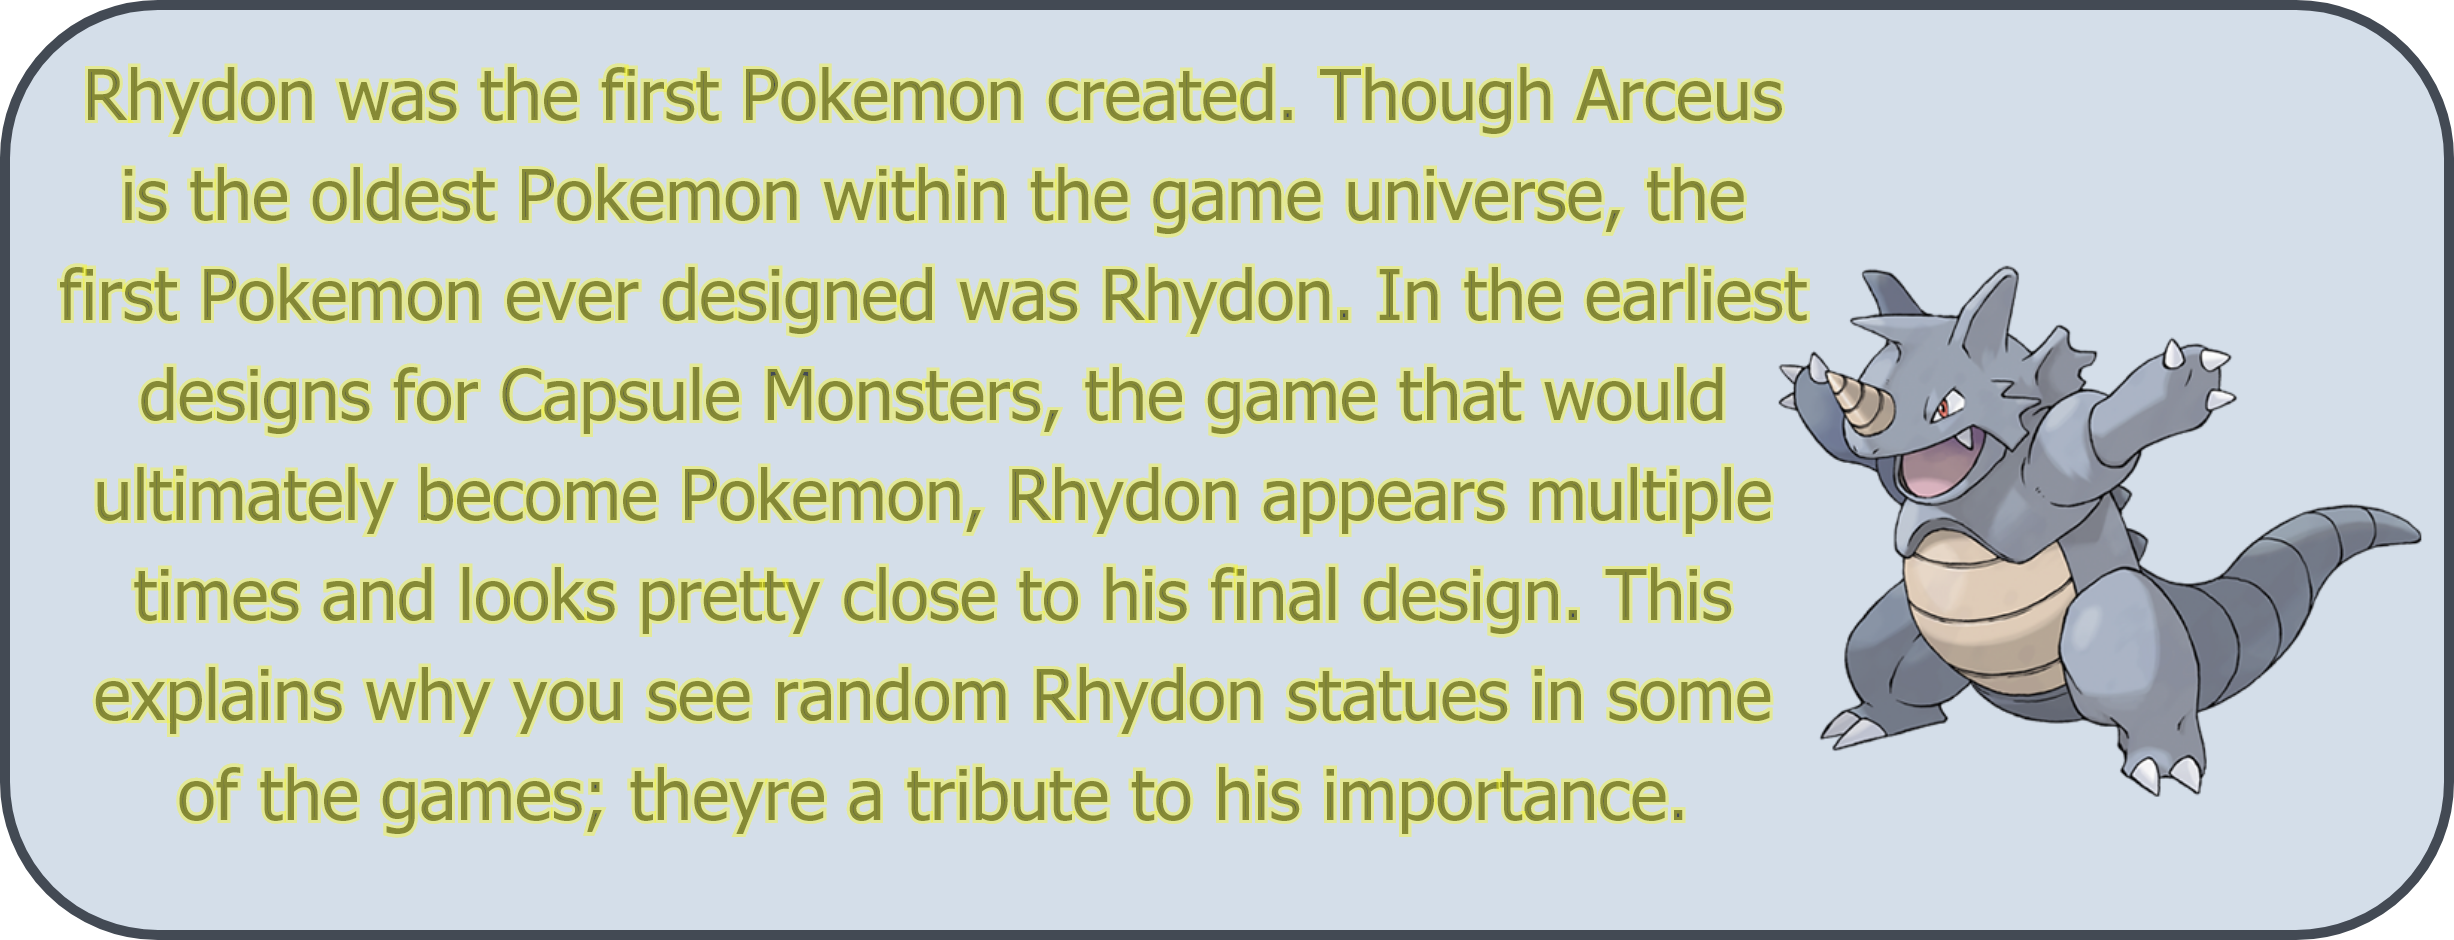 Rhydon was the first Pokemon created. Though Arceus
is the oldest Pokemon within the game universe, the
first Pokemon ever designed was Rhydon. In the earliest
designs for Capsule Monsters, the game that would
ultimately become Pokemon, Rhydon appears multiple
times and looks pretty close to his final design. This
explains why you see random Rhydon statues in some
of the games; theyre a tribute to his importance.